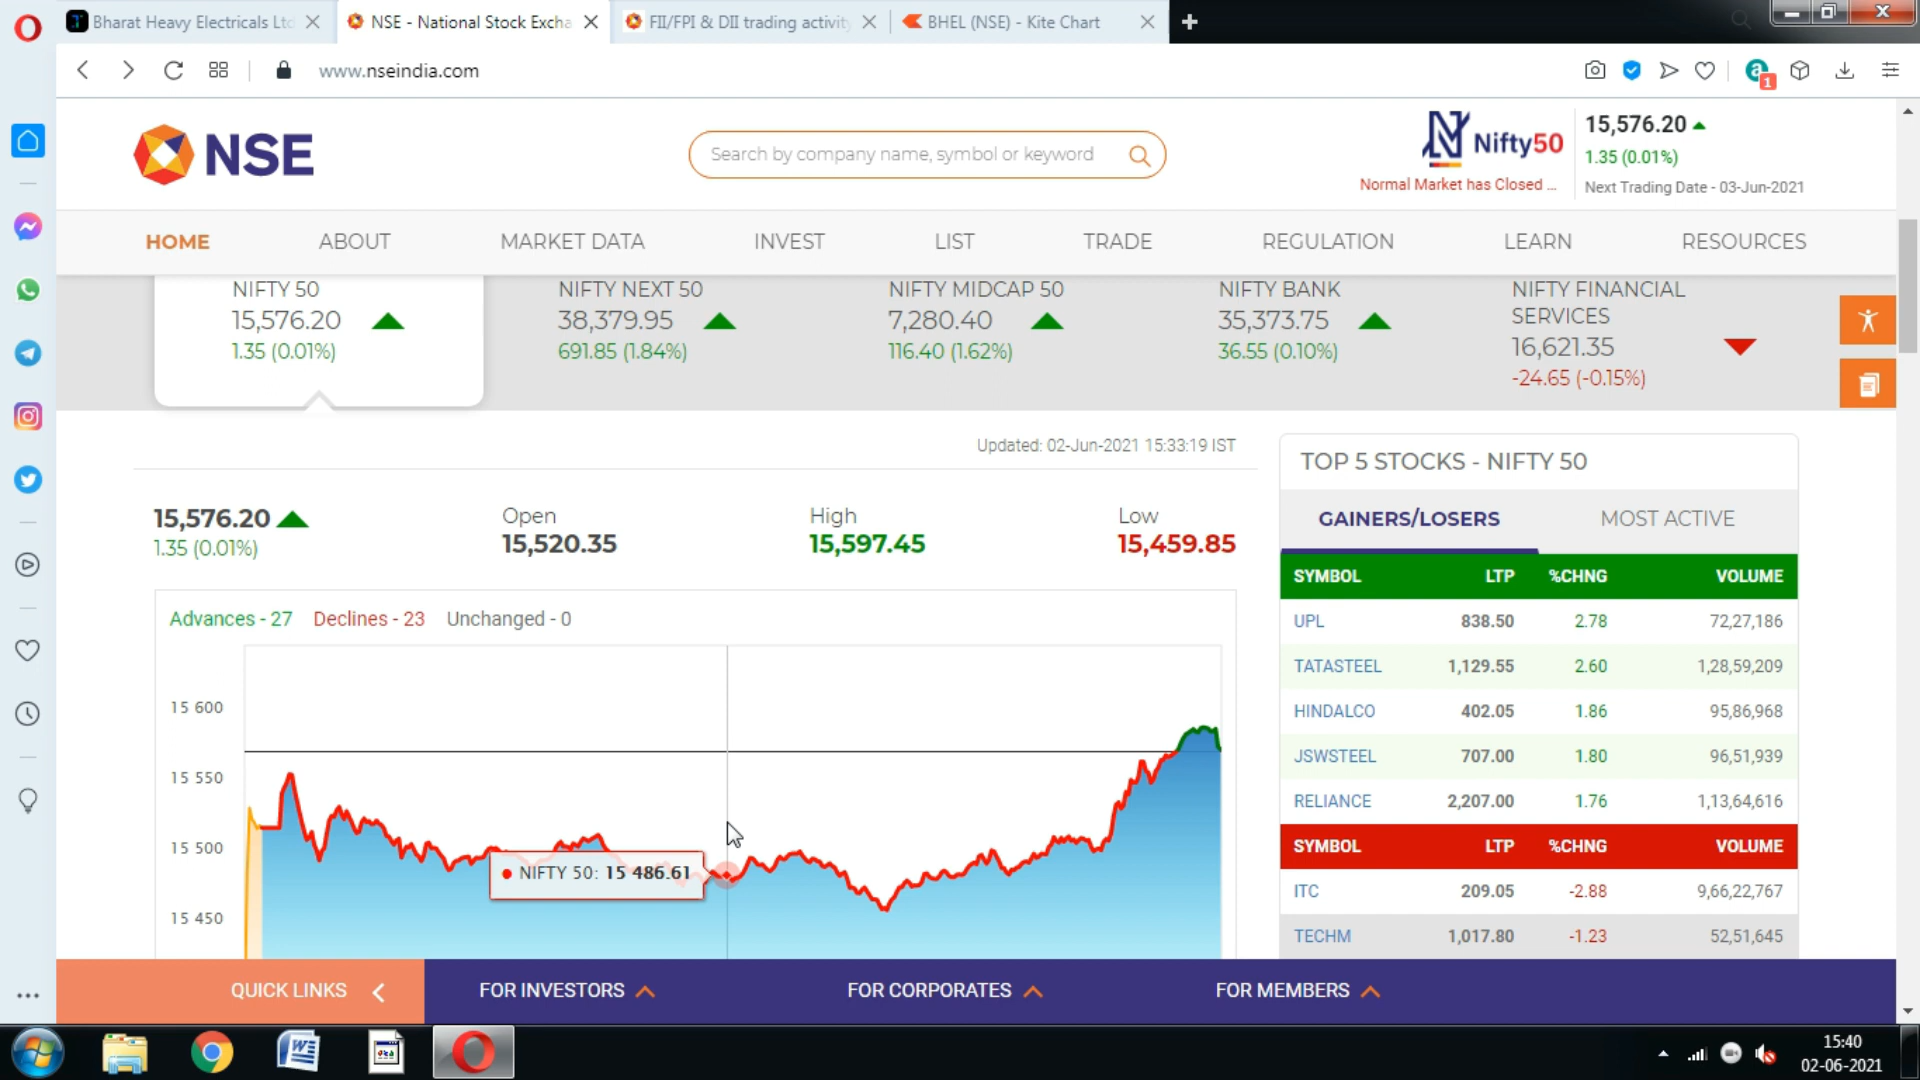 Bharat Heavy Electricals Ltd
NSE - National Stock Excha
FII/FPI & DII trading activity
BHEL (NSE) - Kite Chart
www.nseindia.com
a
1
NSE
Search by company name, symbol or keyword
Nifty50
Normal Market has Closed ...
15,576.20
1.35 (0.01%)
Next Trading Date - 03-Jun-2021
HOME
ABOUT
MARKET DATA
INVEST
LIST
TRADE
REGULATION
LEARN
RESOURCES
NIFTY 50
15,576.20
1.35 (0.01%)
NIFTY NEXT 50
38,379.95
691.85 (1.84%)
NIFTY MIDCAP 50
7,280.40
116.40 (1.62%)
NIFTY BANK
35,373.75
36.55 (0.10%)
NIFTY FINANCIAL
SERVICES
16,621.35
-24.65 (-0.15%)
Updated: 02-Jun-2021 15:33:19 IST
15,576.20
1.35 (0.01%)
Open
15,520.35
High
15,597.45
Low
15,459.85
Advances - 27 Declines - 23 Unchanged - 0
15 600
15 550
15 500
15 450
NIFTY 50: 15 486.61
TOP 5 STOCKS - NIFTY 50
GAINERS/LOSERS MOST ACTIVE
SYMBOL LTP %CHNG VOLUME
UPL 838.50 2.78 72,27,186
TATASTEEL 1,129.55 2.60 1,28,59,209
HINDALCO 402.05 1.86 95,86,968
JSWSTEEL 707.00 1.80 96,51,939
RELIANCE 2,207.00 1.76 1,13,64,616
SYMBOL LTP %CHNG VOLUME
ITC 209.05 -2.88 9,66,22,767
TECHM 1,017.80 -1.23 52,51,645
QUICK LINKS
FOR INVESTORS
FOR CORPORATES
FOR MEMBERS
15:40
02-06-2021